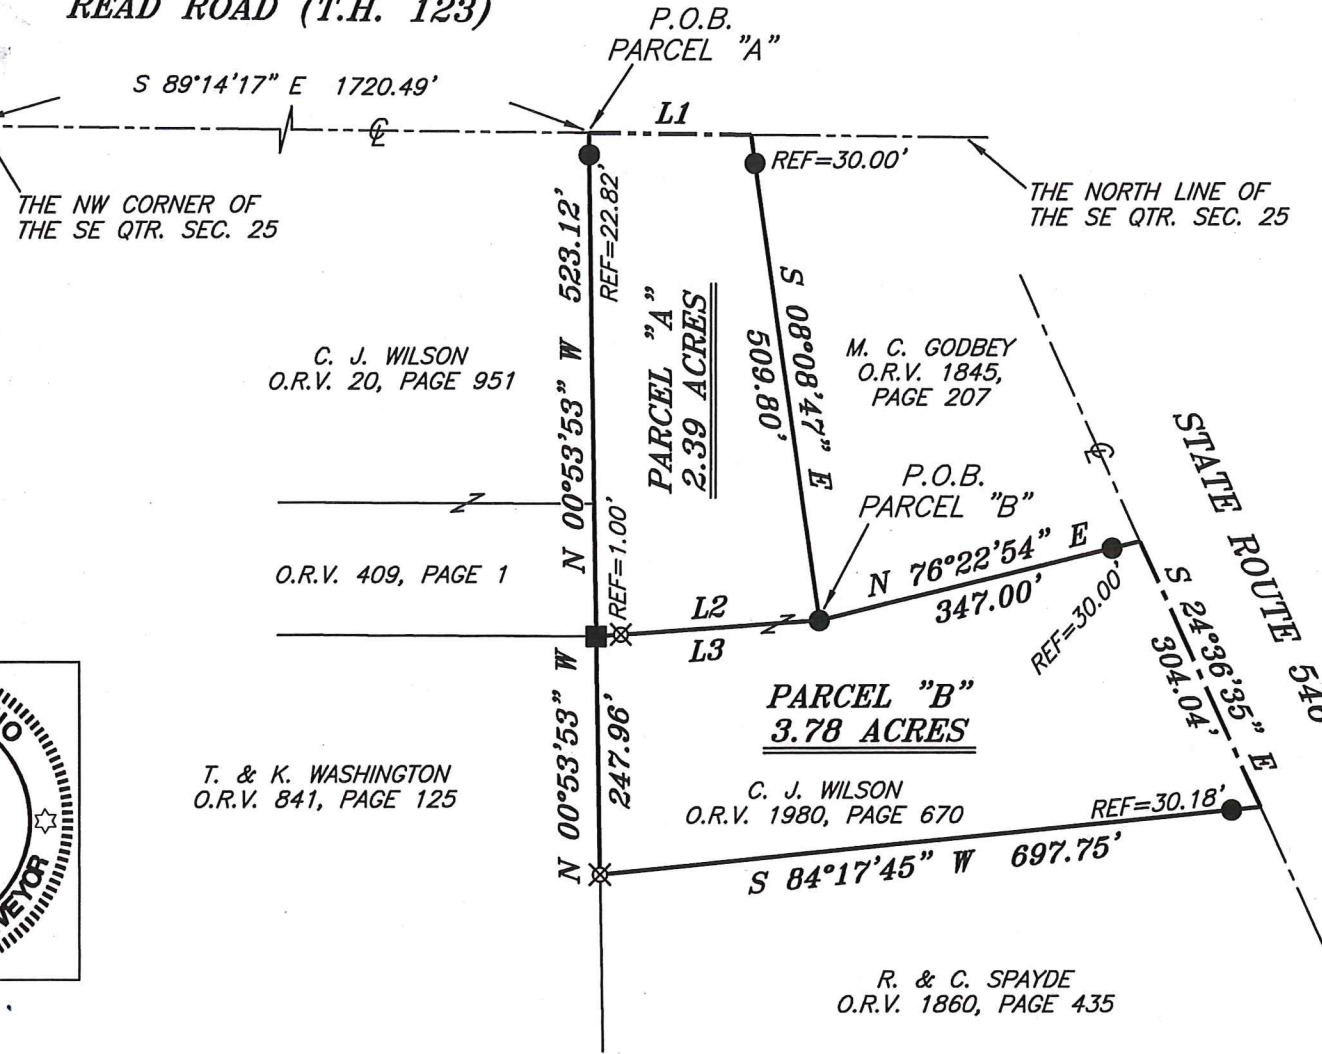 READ ROAD (T.H. 123)
P.O.B.
PARCEL "A"
S 89°14'17" E 1720.49'
L1
REF=30.00'
THE NW CORNER OF
THE SE QTR. SEC. 25
THE NORTH LINE OF
THE SE QTR. SEC. 25
N 00°53'53" W 523.12'
REF=22.82'
PARCEL "A"
2.39 ACRES
S 08°08'47" E
509.80'
C. J. WILSON
O.R.V. 20, PAGE 951
M. C. GODBEY
O.R.V. 1845,
PAGE 207
STATE ROUTE 546
P.O.B.
PARCEL "B"
O.R.V. 409, PAGE 1
REF=1.00'
N 76°22'54" E
347.00'
REF=30.00'
L2
L3
S 24°36'35" E
304.04'
N 00°53'53" W
247.96'
PARCEL "B"
3.78 ACRES
T. & K. WASHINGTON
O.R.V. 841, PAGE 125
C. J. WILSON
O.R.V. 1980, PAGE 670
REF=30.18'
S 84°17'45" W 697.75'
R. & C. SPAYDE
O.R.V. 1860, PAGE 435